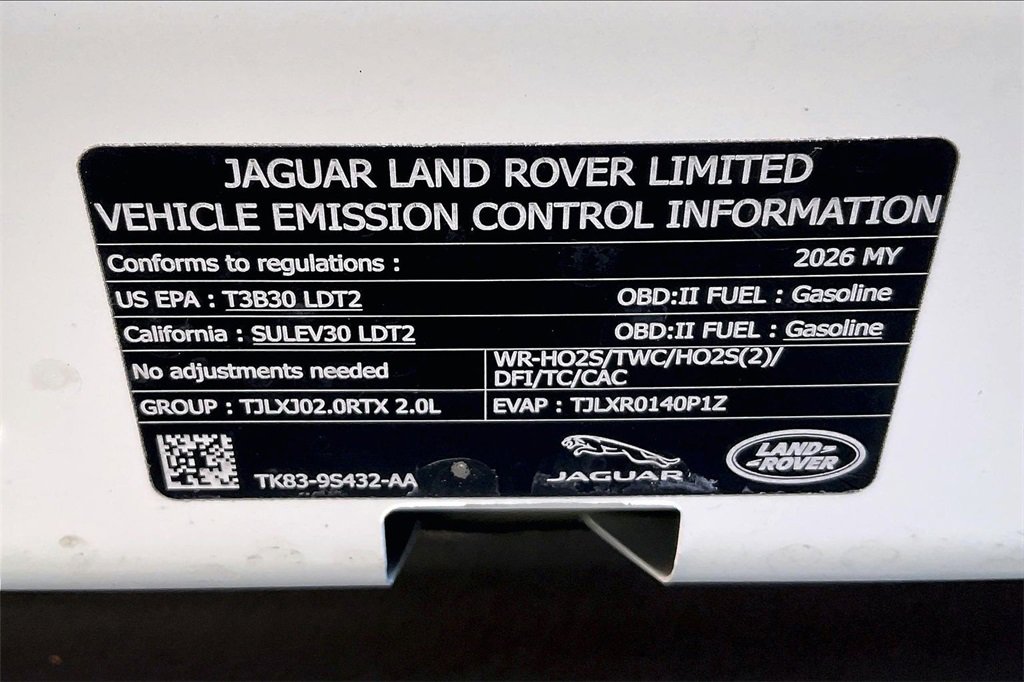 JAGUAR LAND ROVER LIMITED
VEHICLE EMISSION CONTROL INFORMATION
Conforms to regulations : 2026 MY
US EPA : T3B30 LDT2 OBD:II FUEL : Gasoline
California : SULEV30 LDT2 OBD:II FUEL : Gasoline
No adjustments needed
WR-HO2S/TWC/HO2S(2)/
DFI/TC/CAC
GROUP : TJLXJ02.0RTX 2.0L EVAP : TJLXR0140P1Z
TK83-9S432-AA
JAGUAR
LAND-
-ROVER